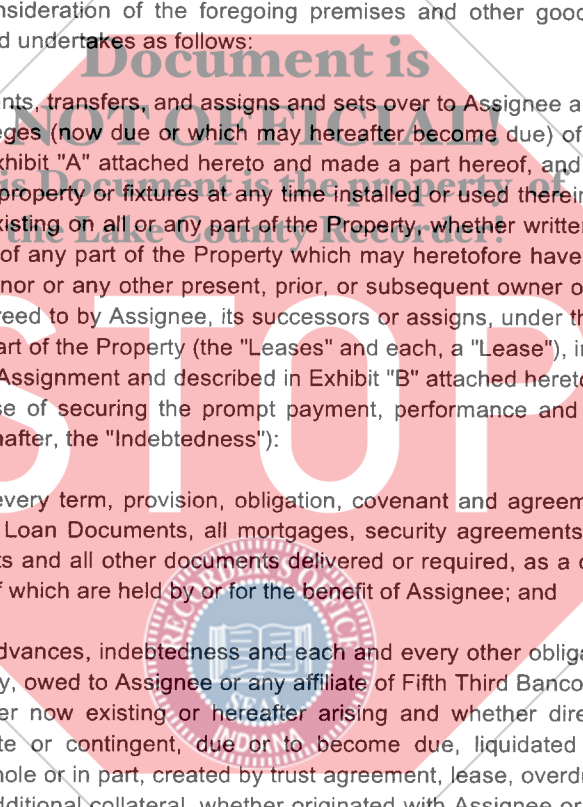 nsideration of the foregoing premises and other good
d undertakes as follows:
Document is
nts, transfers, and assigns and sets over to Assignee a
NOT OFFICIAL!
eges (now due or which may hereafter become due) of
xhibit "A" attached hereto and made a part hereof, and
is Document is the property of
property or fixtures at any time installed or used therein
xisting on all or any part of the Property, whether written
the Lake County Recorder!
of any part of the Property which may heretofore have
nor or any other present, prior, or subsequent owner o
reed to by Assignee, its successors or assigns, under th
art of the Property (the "Leases" and each, a "Lease"), in
Assignment and described in Exhibit "B" attached hereto
se of securing the prompt payment, performance and
nafter, the "Indebtedness"):
STOP
every term, provision, obligation, covenant and agreem
Loan Documents, all mortgages, security agreements
ts and all other documents delivered or required, as a c
f which are held by or for the benefit of Assignee; and
RECORDER'S OFFICE
SEAL
INDIANA
dvances, indebtedness and each and every other obliga
y, owed to Assignee or any affiliate of Fifth Third Banco
er now existing or hereafter arising and whether dire
te or contingent, due or to become due, liquidated
hole or in part, created by trust agreement, lease, overdr
dditional collateral, whether originated with Assignee or